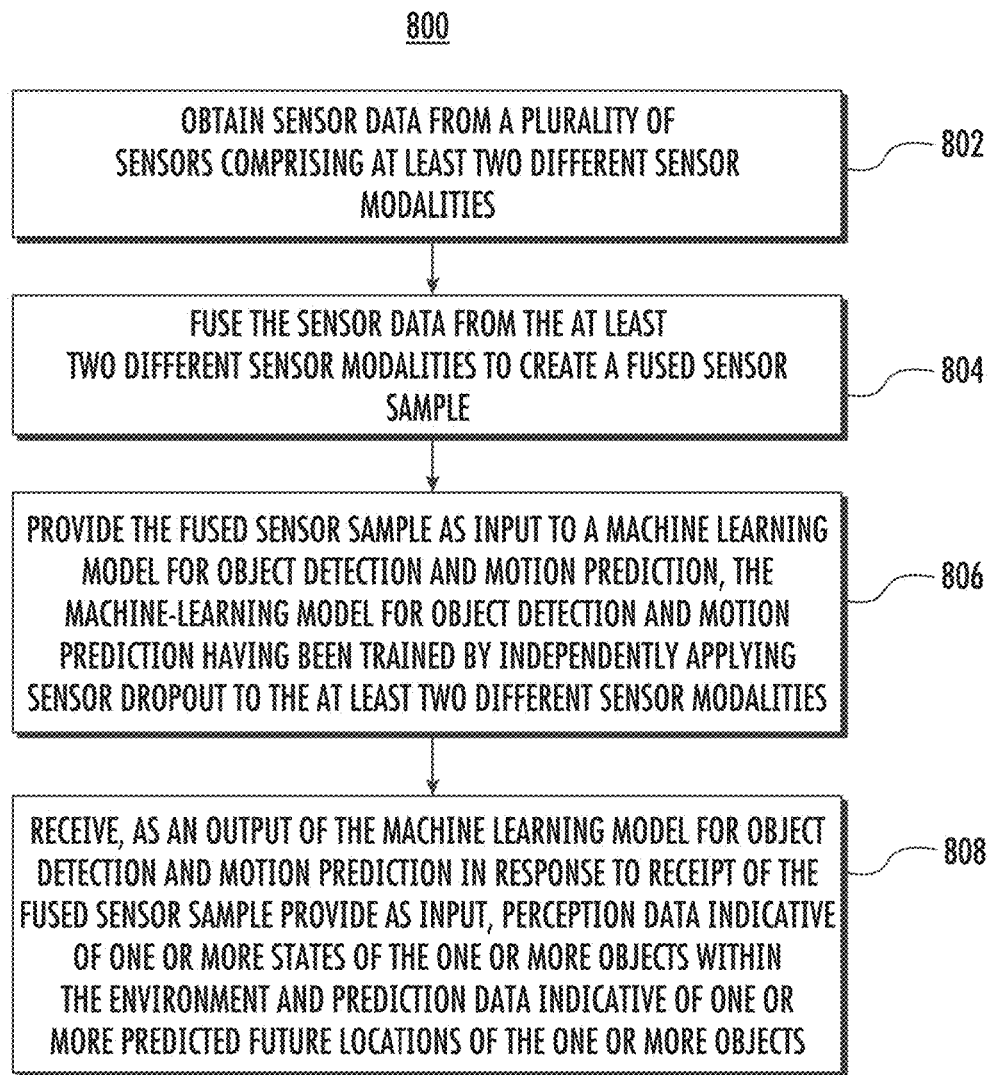 800
OBTAIN SENSOR DATA FROM A PLURALITY OF
SENSORS COMPRISING AT LEAST TWO DIFFERENT SENSOR
MODALITIES
802
FUSE THE SENSOR DATA FROM THE AT LEAST
TWO DIFFERENT SENSOR MODALITIES TO CREATE A FUSED SENSOR
SAMPLE
804
PROVIDE THE FUSED SENSOR SAMPLE AS INPUT TO A MACHINE LEARNING
MODEL FOR OBJECT DETECTION AND MOTION PREDICTION, THE
MACHINE-LEARNING MODEL FOR OBJECT DETECTION AND MOTION
PREDICTION HAVING BEEN TRAINED BY INDEPENDENTLY APPLYING
SENSOR DROPOUT TO THE AT LEAST TWO DIFFERENT SENSOR MODALITIES
806
RECEIVE, AS AN OUTPUT OF THE MACHINE LEARNING MODEL FOR OBJECT
DETECTION AND MOTION PREDICTION IN RESPONSE TO RECEIPT OF THE
FUSED SENSOR SAMPLE PROVIDE AS INPUT, PERCEPTION DATA INDICATIVE
OF ONE OR MORE STATES OF THE ONE OR MORE OBJECTS WITHIN
THE ENVIRONMENT AND PREDICTION DATA INDICATIVE OF ONE OR
MORE PREDICTED FUTURE LOCATIONS OF THE ONE OR MORE OBJECTS
808